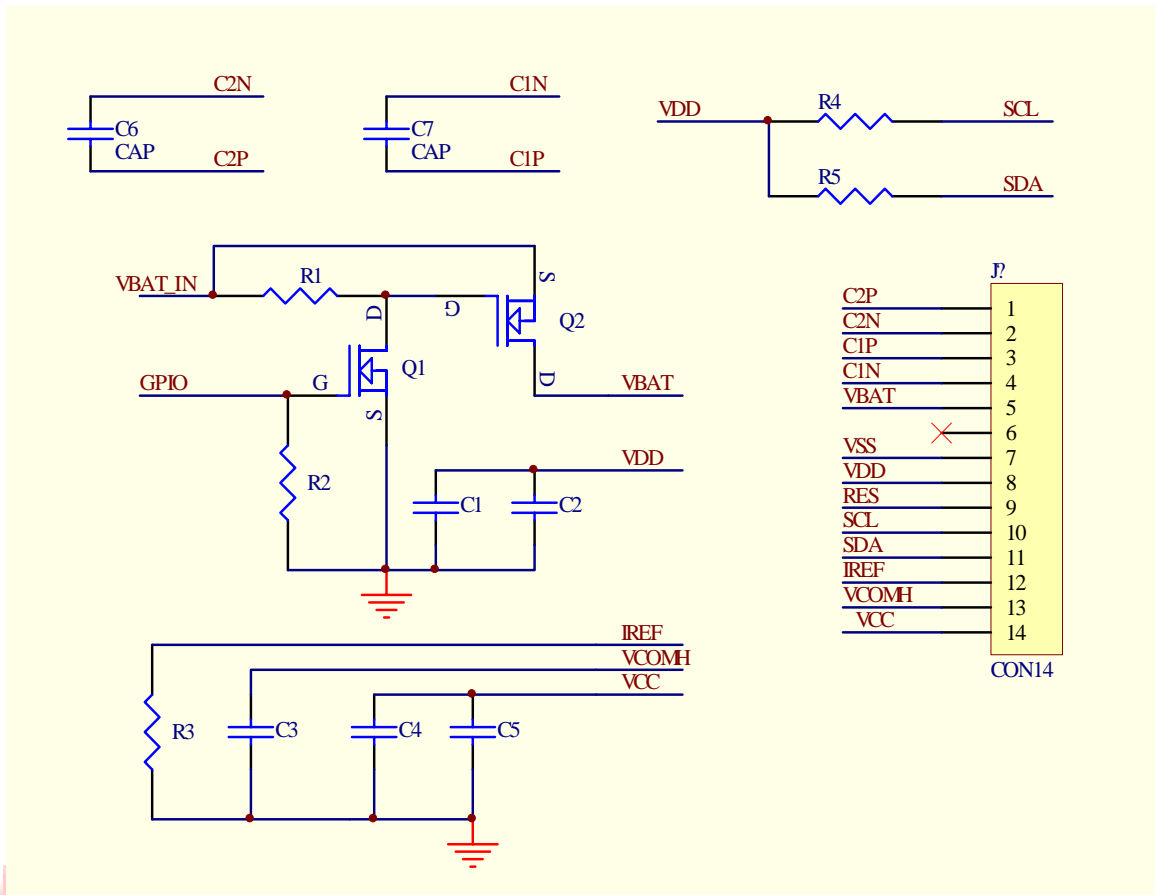 C2N
C6
CAP
C2P
C1N
C7
CAP
C1P
VDD
R4
SCL
R5
SDA
VBAT_IN
R1
D
G
S
Q2
D
VBAT
GPIO
G
Q1
S
R2
VDD
C1
C2
J?
C2P 1
C2N 2
C1P 3
C1N 4
VBAT 5
6
VSS 7
VDD 8
RES 9
SCL 10
SDA 11
IREF 12
VCOMH 13
VCC 14
CON14
IREF
VCOMH
VCC
R3
C3
C4
C5